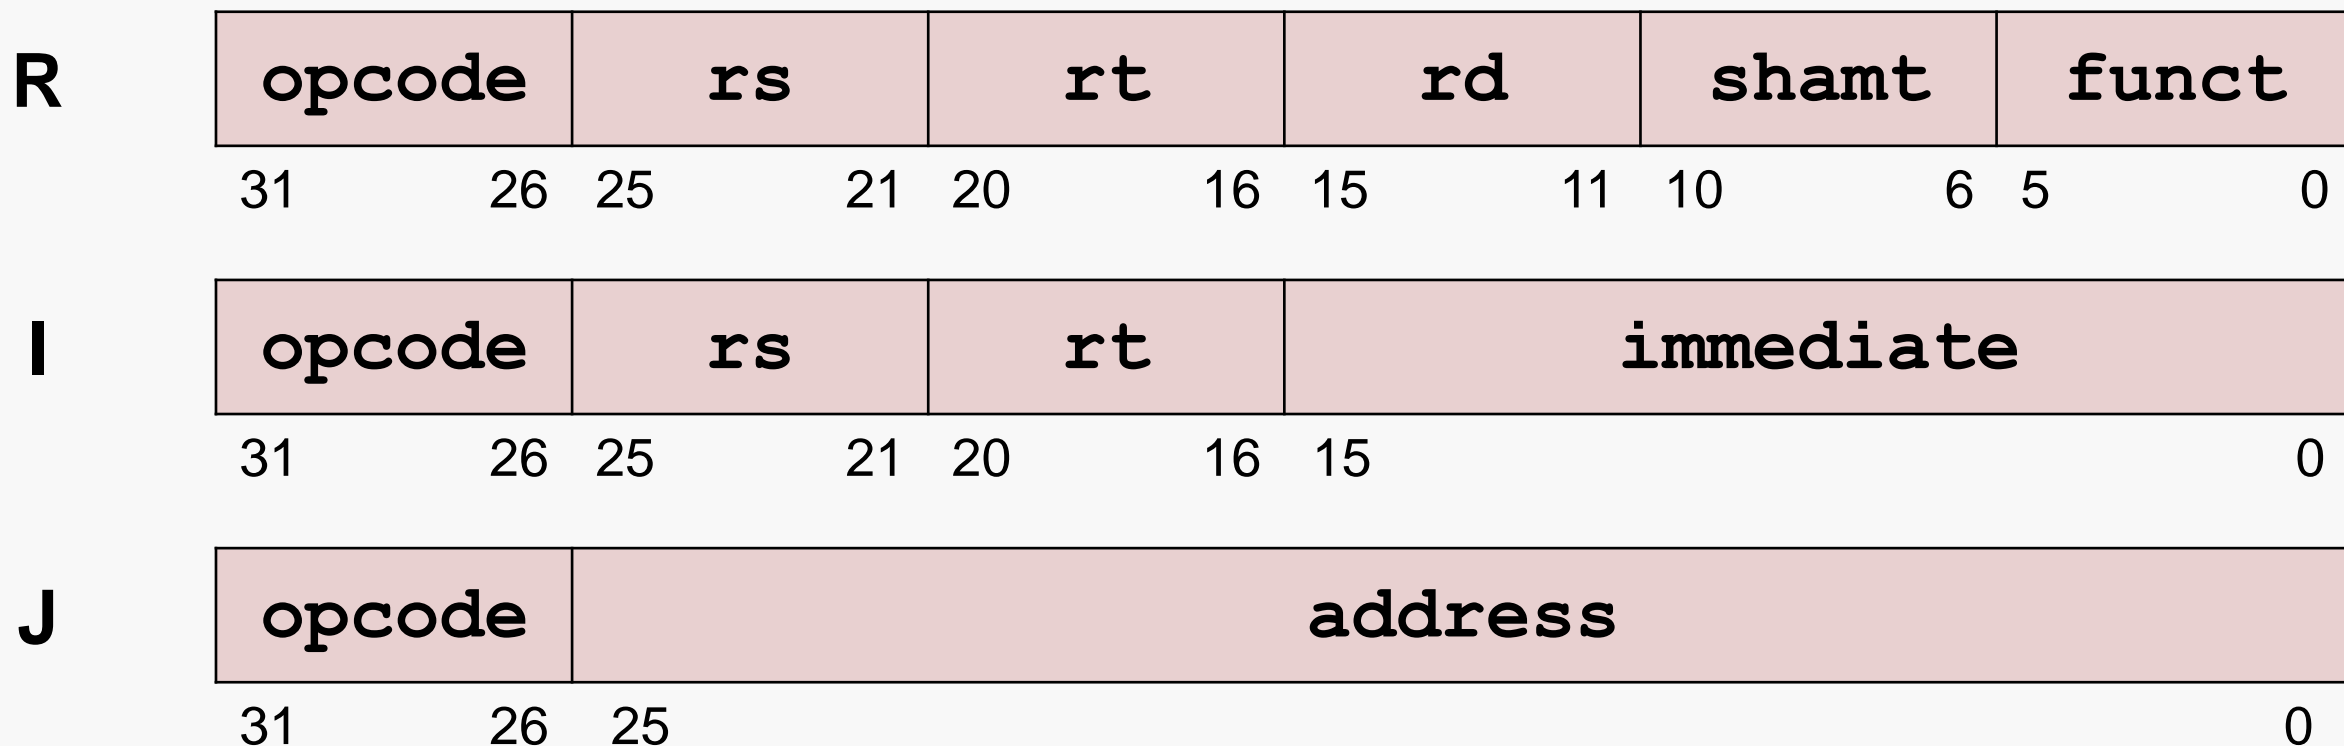 R opcode rs rt rd shamt funct
31 26 25 21 20 16 15 11 10 6 5 0
I opcode rs rt immediate
31 26 25 21 20 16 15 0
J opcode address
31 26 25 0